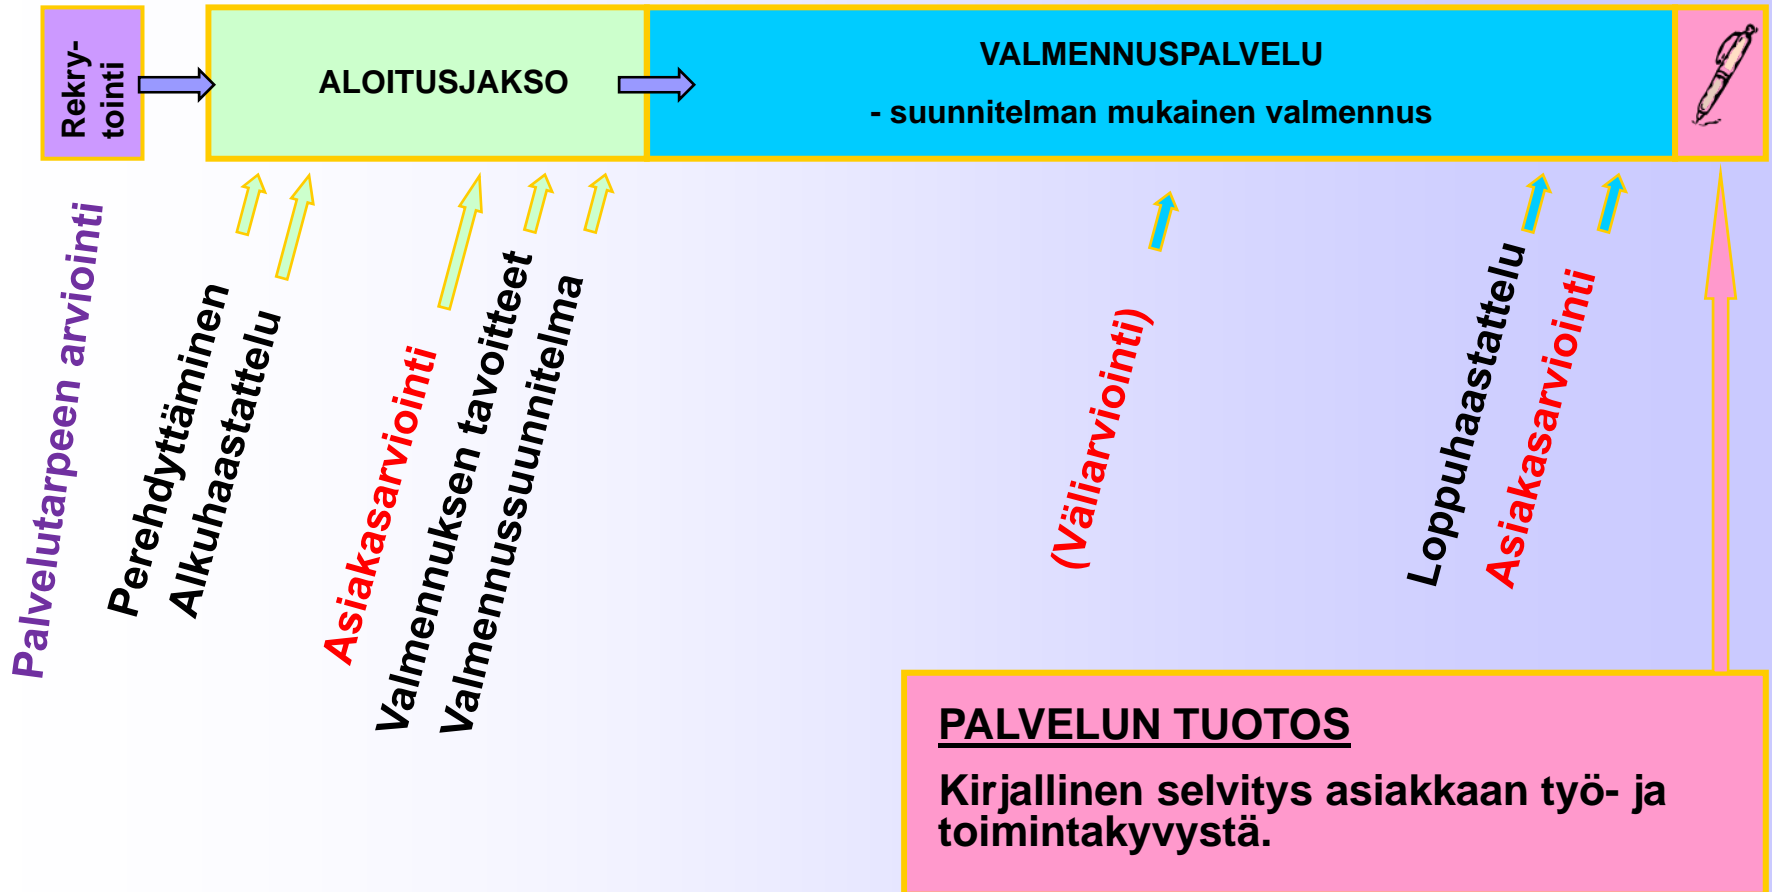 Rekry-
tointi
ALOITUSJAKSO
VALMENNUSPALVELU
- suunnitelman mukainen valmennus
Palvelutarpeen arviointi
Perehdyttäminen
Alkuhaastattelu
Asiakasarviointi
Valmennuksen tavoitteet
Valmennussuunnitelma
(Väliarviointi)
Loppuhaastattelu
Asiakasarviointi
PALVELUN TUOTOS
Kirjallinen selvitys asiakkaan työ- ja
toimintakyvystä.